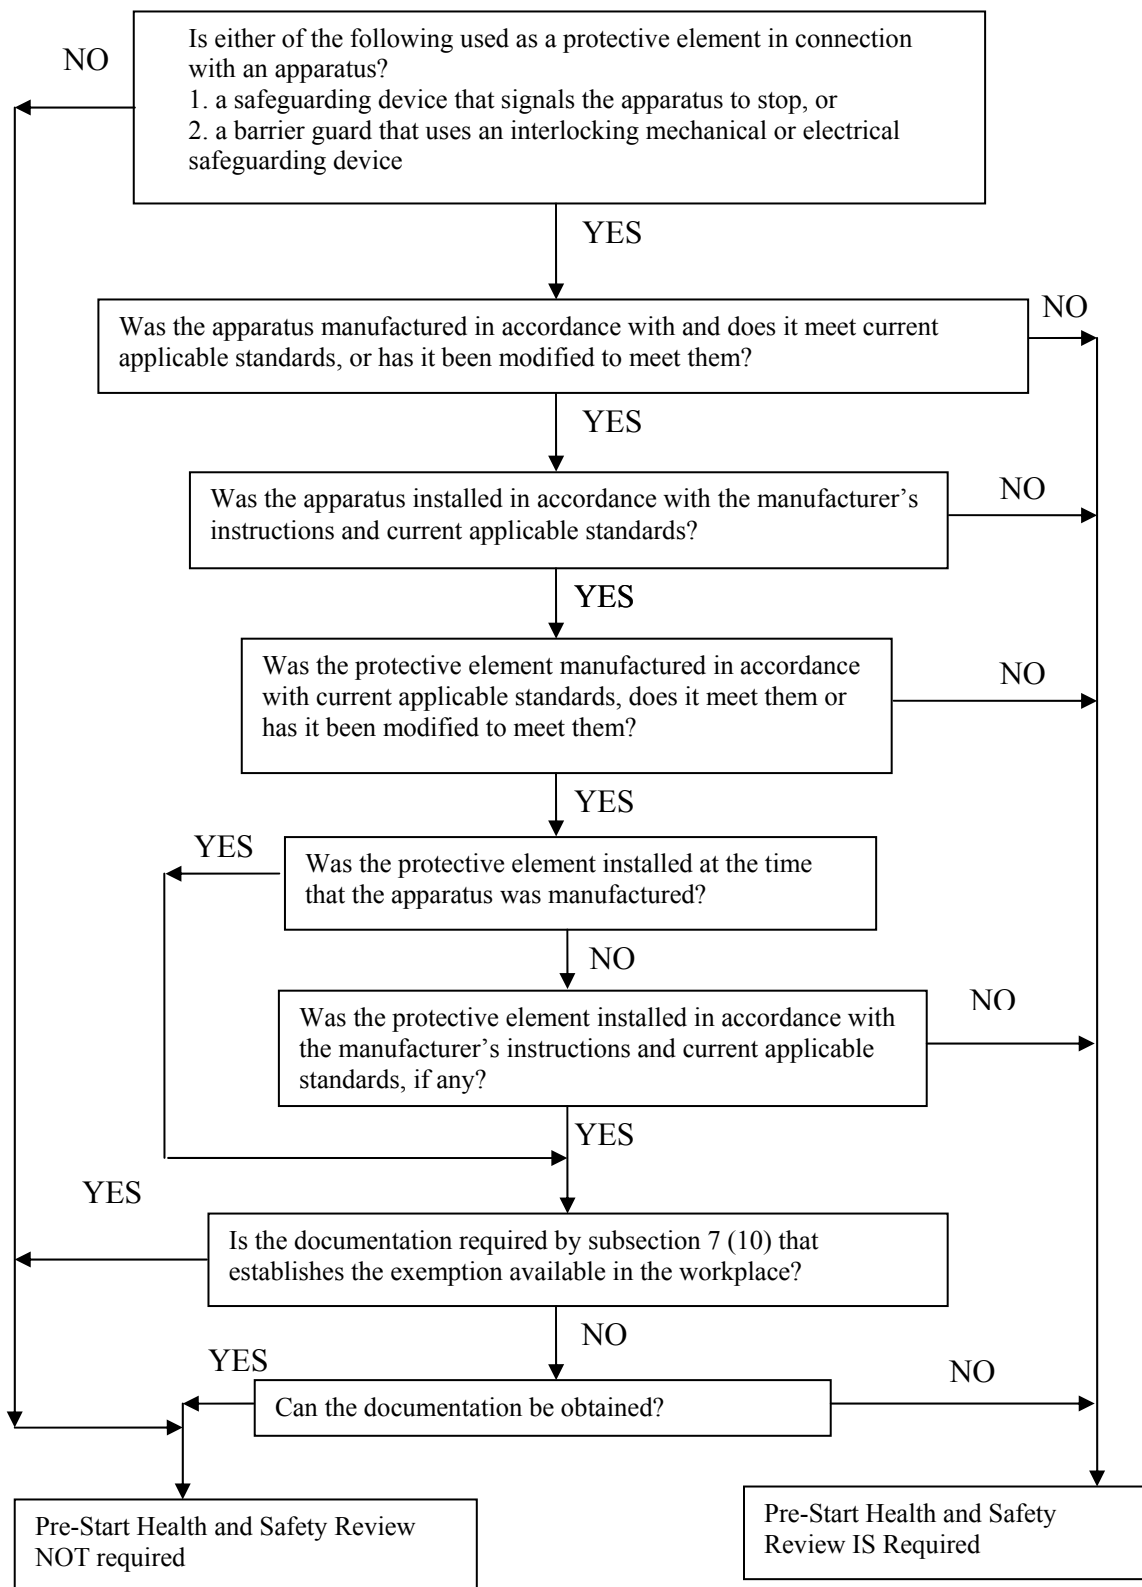 Is either of the following used as a protective element in connection
with an apparatus?
1. a safeguarding device that signals the apparatus to stop, or
2. a barrier guard that uses an interlocking mechanical or electrical
safeguarding device
NO
YES
Was the apparatus manufactured in accordance with and does it meet current
applicable standards, or has it been modified to meet them?
NO
YES
Was the apparatus installed in accordance with the manufacturer’s
instructions and current applicable standards?
NO
YES
Was the protective element manufactured in accordance
with current applicable standards, does it meet them or
has it been modified to meet them?
NO
YES
Was the protective element installed at the time
that the apparatus was manufactured?
YES
NO
Was the protective element installed in accordance with
the manufacturer’s instructions and current applicable
standards, if any?
NO
YES
YES
Is the documentation required by subsection 7 (10) that
establishes the exemption available in the workplace?
NO
YES
Can the documentation be obtained?
NO
Pre-Start Health and Safety Review
NOT required
Pre-Start Health and Safety
Review IS Required